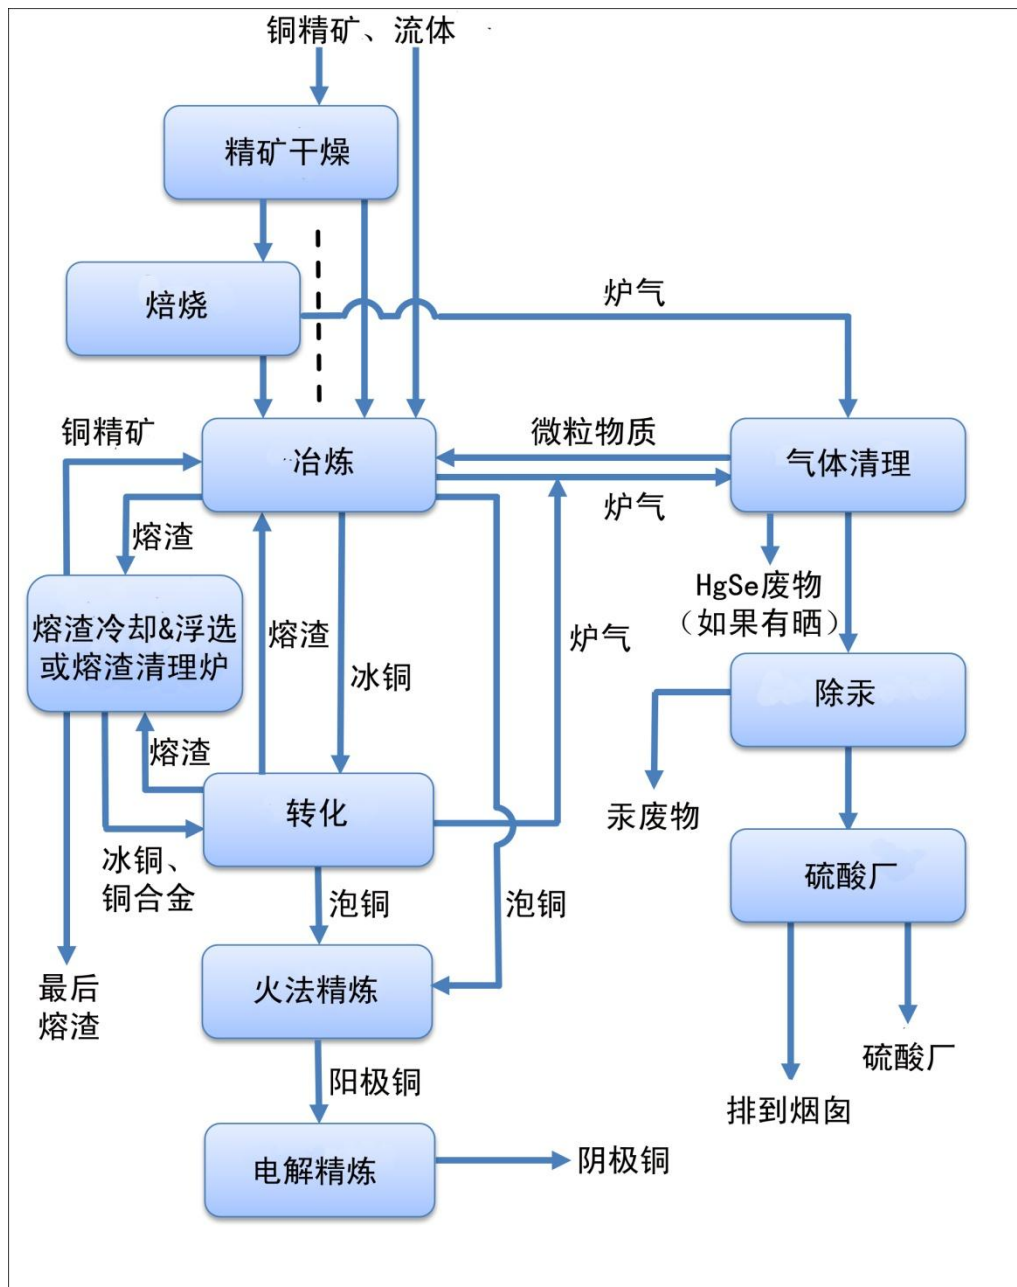 铜精矿、流体
精矿干燥
焙烧
炉气
铜精矿
冶炼
微粒物质
气体清理
炉气
熔渣
HgSe废物
（如果有晒）
熔渣冷却&浮选
或熔渣清理炉
熔渣
冰铜
炉气
除汞
熔渣
转化
汞废物
冰铜、
铜合金
硫酸厂
泡铜
泡铜
火法精炼
最后
熔渣
硫酸厂
阳极铜
排到烟囱
电解精炼
阴极铜